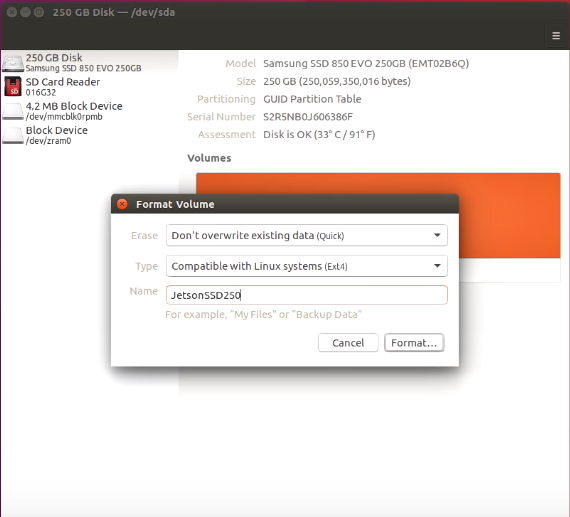 250 GB Disk — /dev/sda
250 GB Disk
Samsung SSD 850 EVO 250GB
SD Card Reader
016G32
4.2 MB Block Device
/dev/mmcblk0rpmb
Block Device
/dev/zram0
Model Samsung SSD 850 EVO 250GB (EMT02B6Q)
Size 250 GB (250,059,350,016 bytes)
Partitioning GUID Partition Table
Serial Number S2R5NB0J606386F
Assessment Disk is OK (33° C / 91° F)
Volumes
Format Volume
Erase Don't overwrite existing data (Quick)
Type Compatible with Linux systems (Ext4)
Name JetsonSSD250
For example, "My Files" or "Backup Data"
Cancel Format...